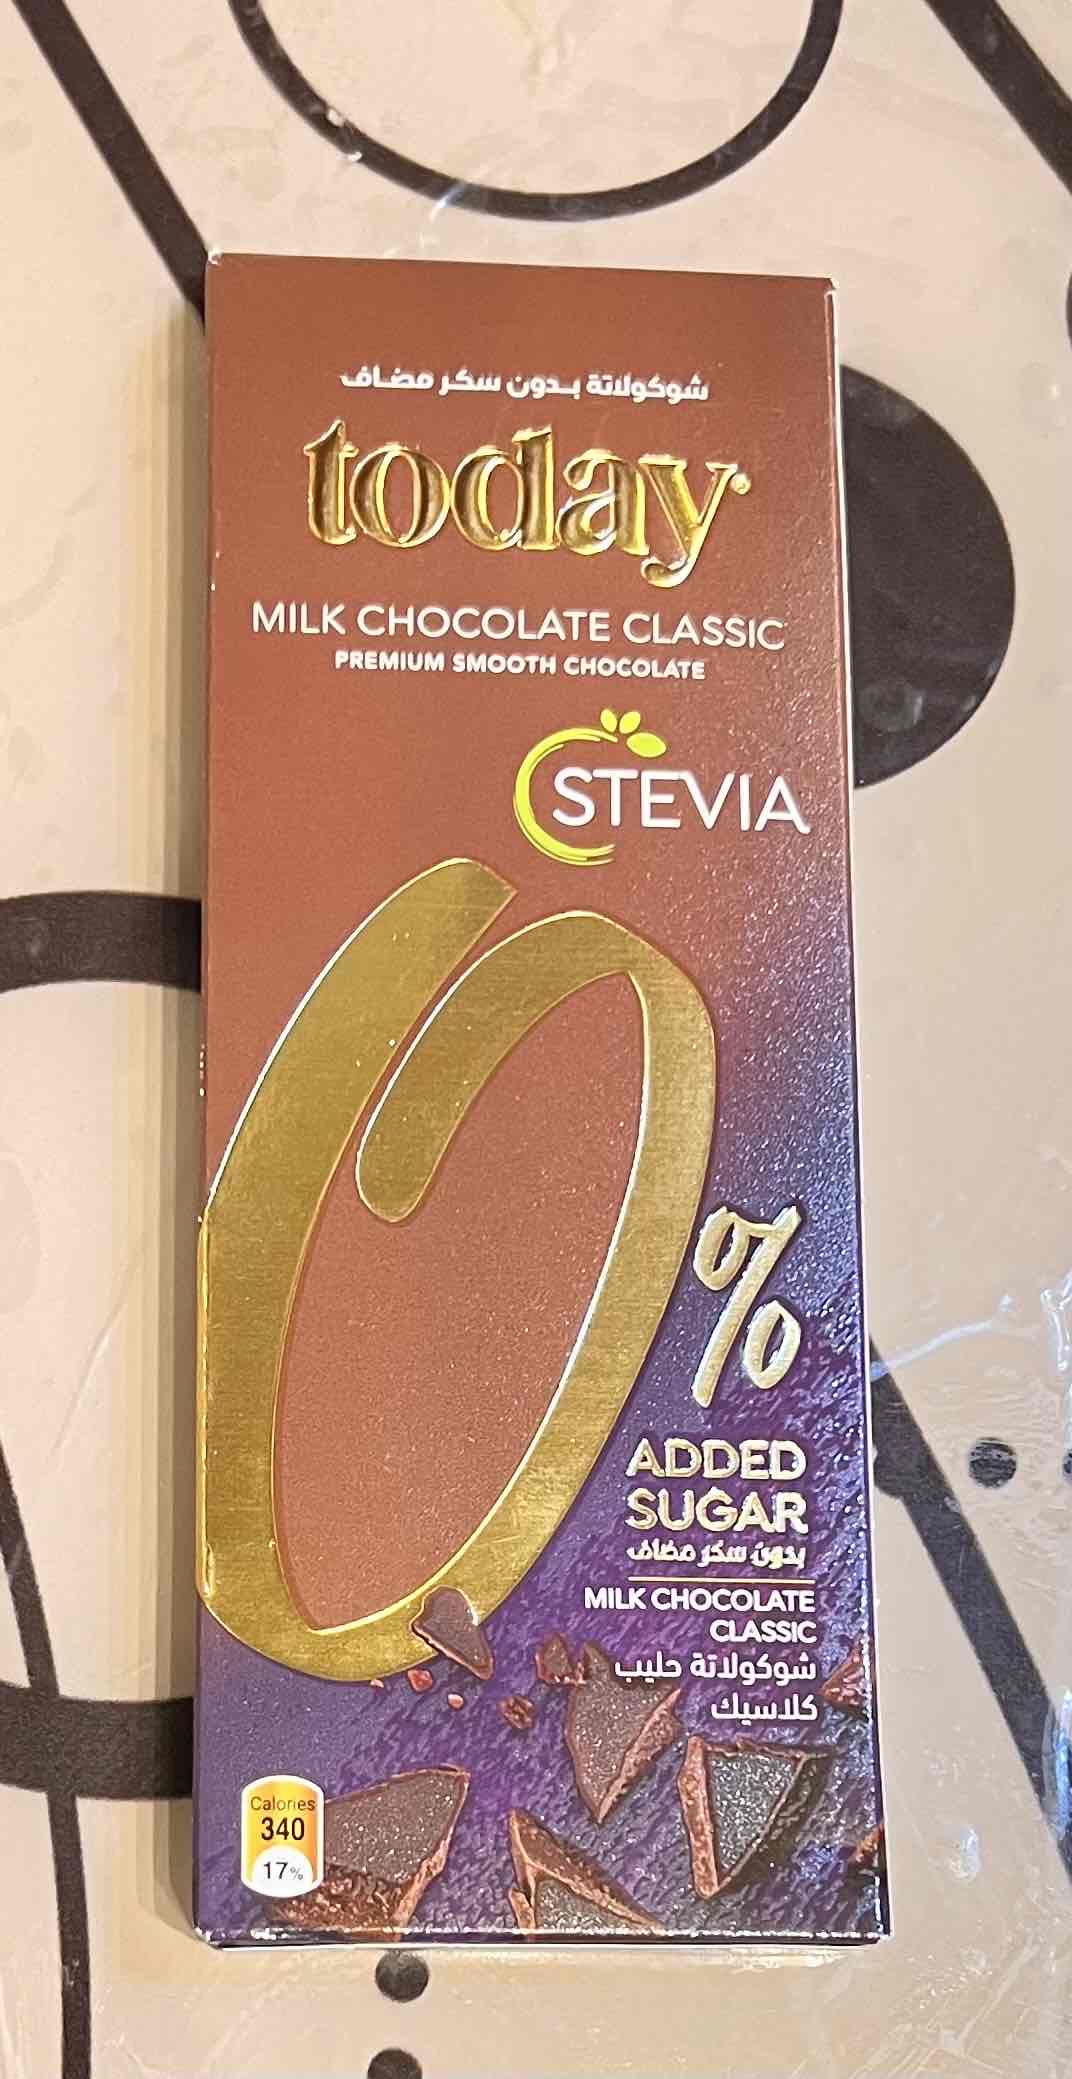 شوكولاتة بدون سكر مضاف
today
MILK CHOCOLATE CLASSIC
PREMIUM SMOOTH CHOCOLATE
STEVIA
0%
ADDED
SUGAR
بدون سكر مضاف
MILK CHOCOLATE
CLASSIC
شوكولاتة حليب
كلاسيك
Calories
340
17%